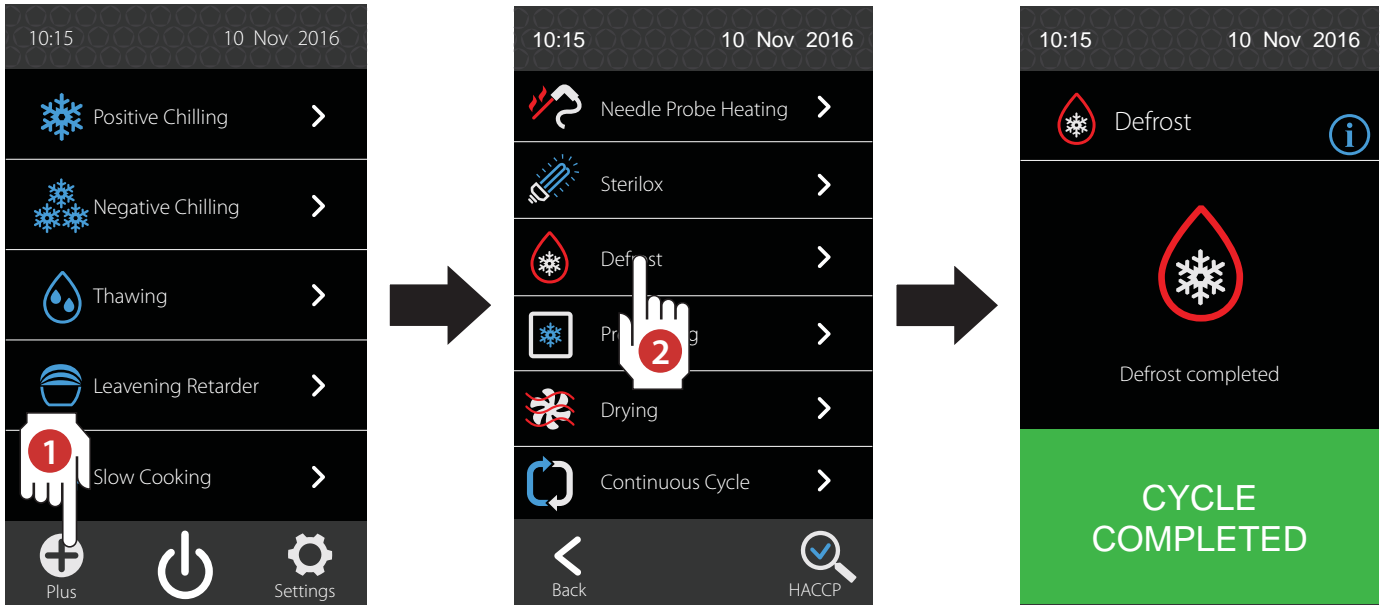 10:15 10 Nov 2016
Positive Chilling
Negative Chilling
Thawing
Leavening Retarder
1
Slow Cooking
Plus
Settings
10:15 10 Nov 2016
Needle Probe Heating
Sterilox
Defrost
2
Drying
Continuous Cycle
Back
HACCP
10:15 10 Nov 2016
Defrost
i
Defrost completed
CYCLE
COMPLETED